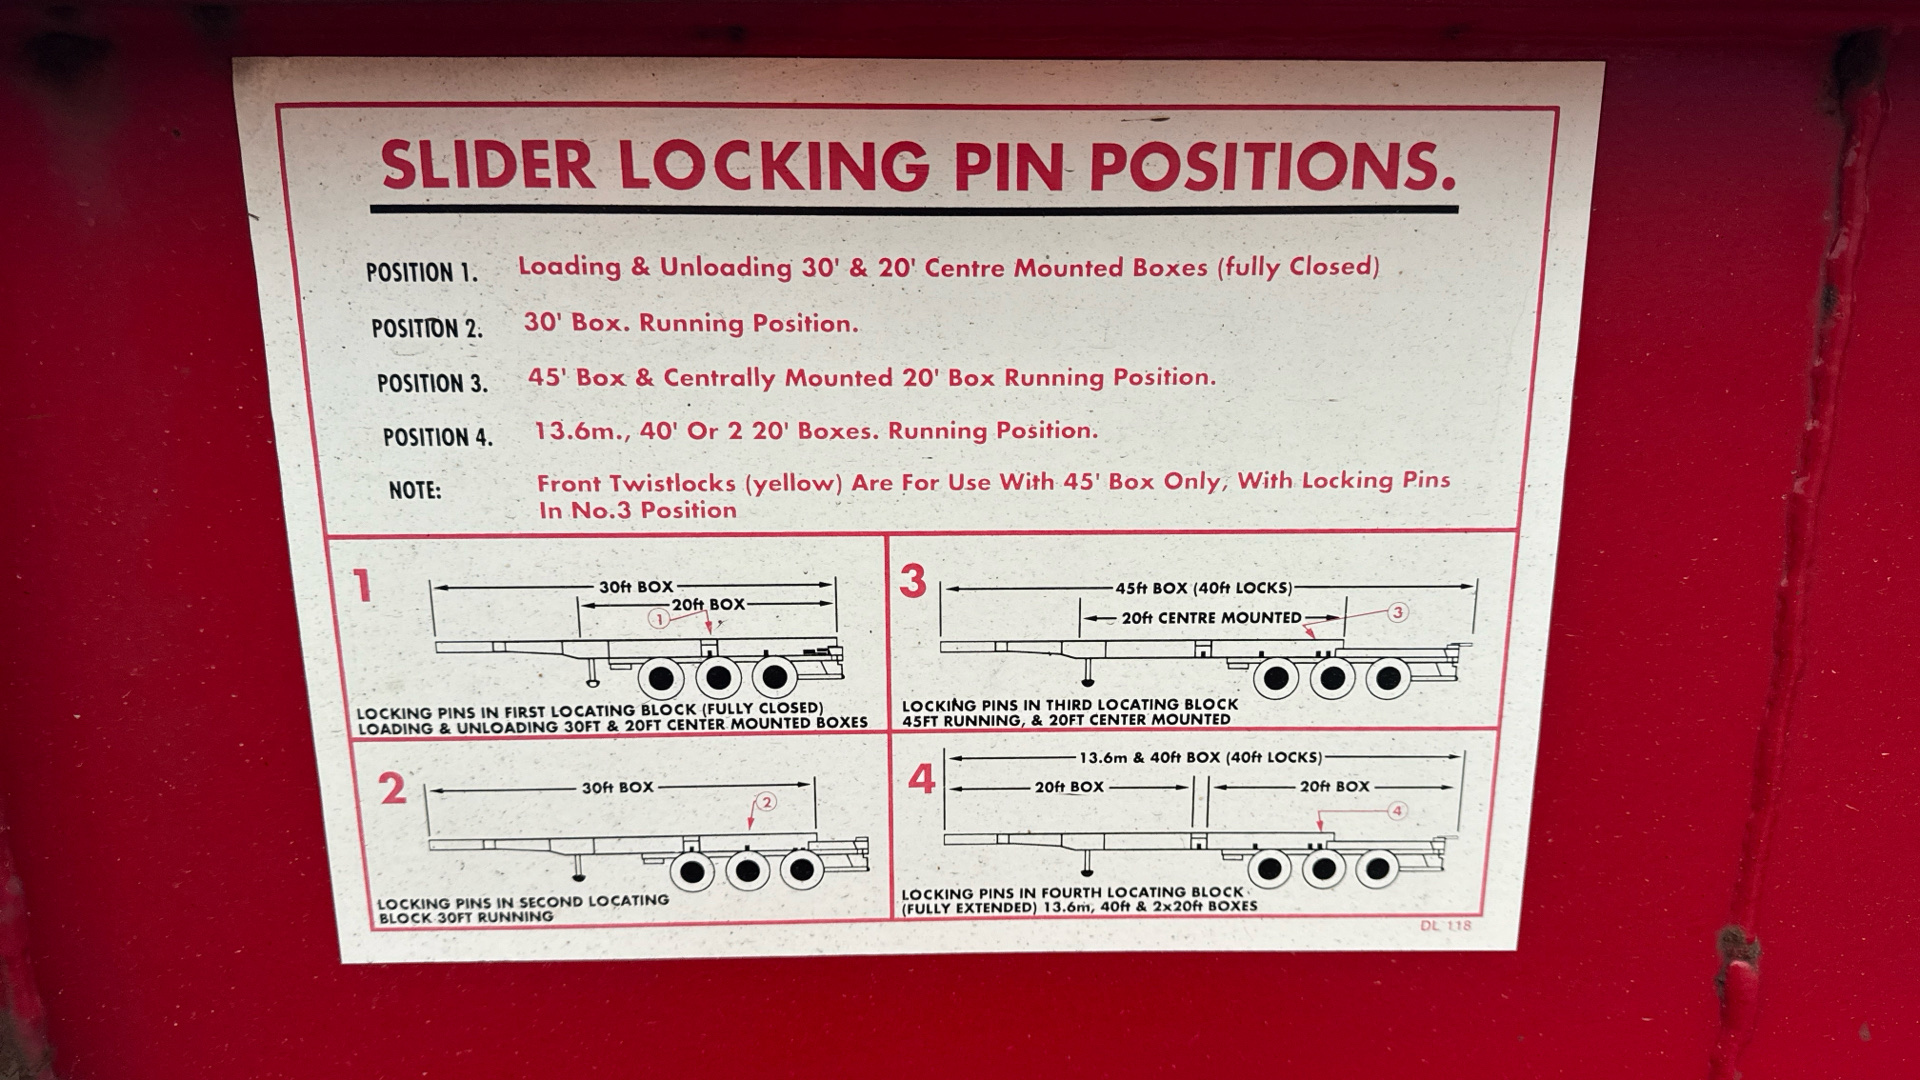 SLIDER LOCKING PIN POSITIONS.
POSITION 1. Loading & Unloading 30' & 20' Centre Mounted Boxes (fully Closed)
POSITION 2. 30' Box. Running Position.
POSITION 3. 45' Box & Centrally Mounted 20' Box Running Position.
POSITION 4. 13.6m., 40' Or 2 20' Boxes. Running Position.
NOTE: Front Twistlocks (yellow) Are For Use With 45' Box Only, With Locking Pins
In No.3 Position
1
30ft BOX
20ft BOX
1
LOCKING PINS IN FIRST LOCATING BLOCK (FULLY CLOSED)
LOADING & UNLOADING 30FT & 20FT CENTER MOUNTED BOXES
2
30ft BOX
2
LOCKING PINS IN SECOND LOCATING
BLOCK 30FT RUNNING
3
45ft BOX (40ft LOCKS)
20ft CENTRE MOUNTED
3
LOCKING PINS IN THIRD LOCATING BLOCK
45FT RUNNING, & 20FT CENTER MOUNTED
4
13.6m & 40ft BOX (40ft LOCKS)
20ft BOX 20ft BOX
4
LOCKING PINS IN FOURTH LOCATING BLOCK
(FULLY EXTENDED) 13.6m, 40ft & 2x20ft BOXES
DL 118